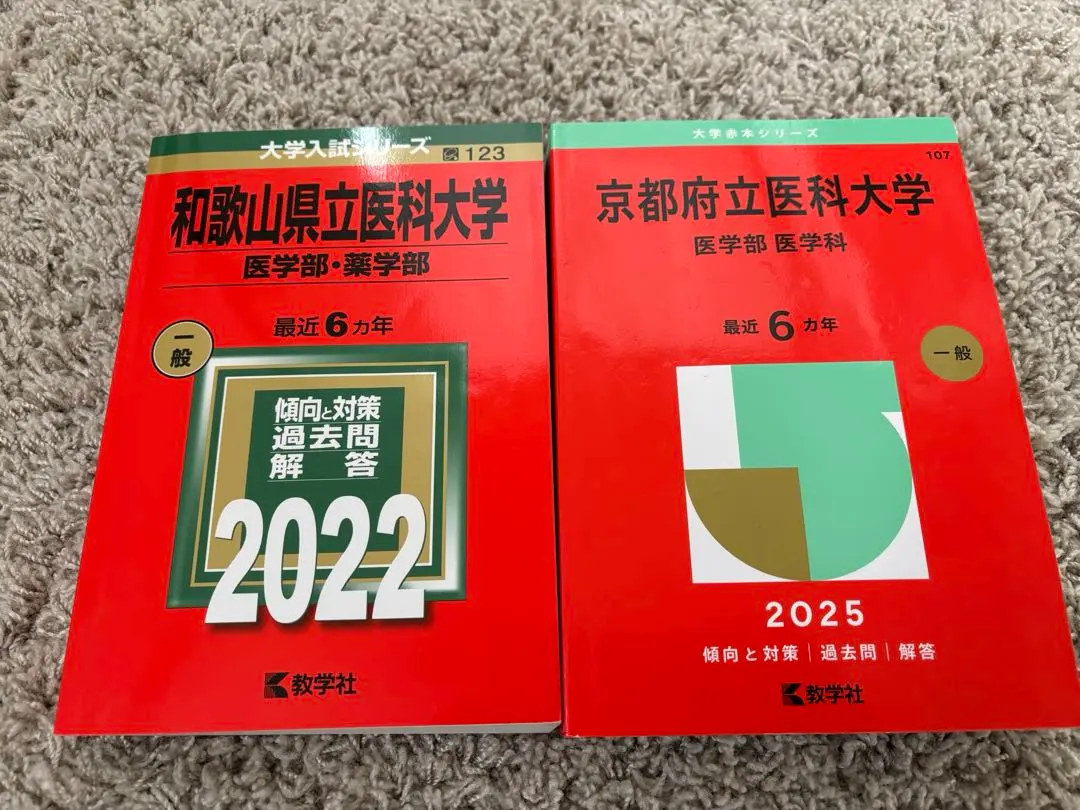 大学入試シリーズ
123
和歌山県立医科大学
医学部・薬学部
最近6カ年
一般
傾向と対策
過去問
解答
2022
教学社
大学赤本シリーズ
107
京都府立医科大学
医学部 医学科
最近6カ年
一般
2025
傾向と対策|過去問|解答
教学社